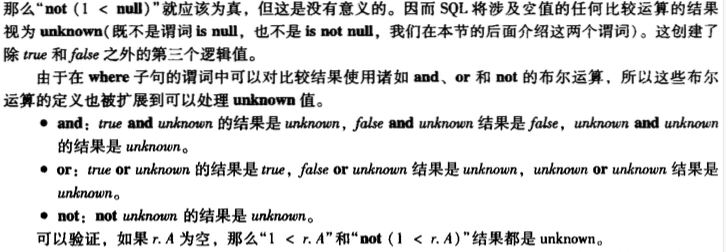 那么“not (1 < null)”就应该为真，但这是没有意义的。因而 SQL 将涉及空值的任何比较运算的结果
视为 unknown(既不是谓词 is null，也不是 is not null，我们在本节的后面介绍这两个谓词)。这创建了
除 true 和 false 之外的第三个逻辑值。
由于在 where 子句的谓词中可以对比较结果使用诸如 and、or 和 not 的布尔运算，所以这些布尔
运算的定义也被扩展到可以处理 unknown 值。
● and：true and unknown 的结果是 unknown，false and unknown 结果是 false，unknown and unknown
的结果是 unknown。
● or：true or unknown 的结果是 true，false or unknown 结果是 unknown，unknown or unknown 结果是
unknown。
● not：not unknown 的结果是 unknown。
可以验证，如果 r. A 为空，那么“1 < r. A”和“not (1 < r. A)”结果都是 unknown。